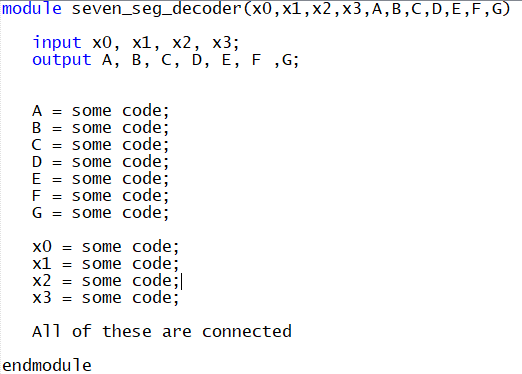 module seven_seg_decoder(x0,x1,x2,x3,A,B,C,D,E,F,G)
input x0, x1, x2, x3;
output A, B, C, D, E, F ,G;
A = some code;
B = some code;
C = some code;
D = some code;
E = some code;
F = some code;
G = some code;
x0 = some code;
x1 = some code;
x2 = some code;
x3 = some code;
All of these are connected
endmodule